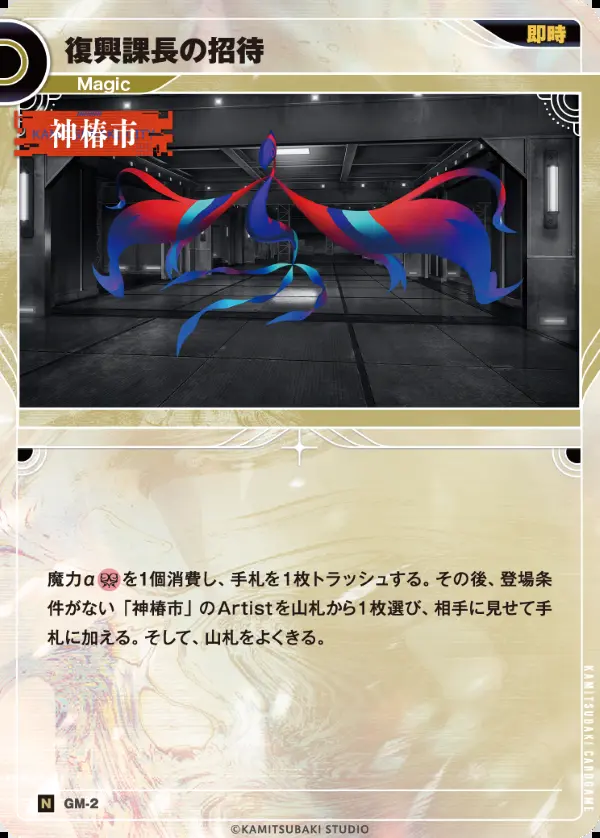 即時
復興課長の招待
Magic
神椿市
魔力α を1個消費し、手札を1枚トラッシュする。その後、登場条
件がない「神椿市」のArtistを山札から1枚選び、相手に見せて手
札に加える。そして、山札をよくきる。
KAMITSUBAKI CARDGAME
N GM-2
©KAMITSUBAKI STUDIO